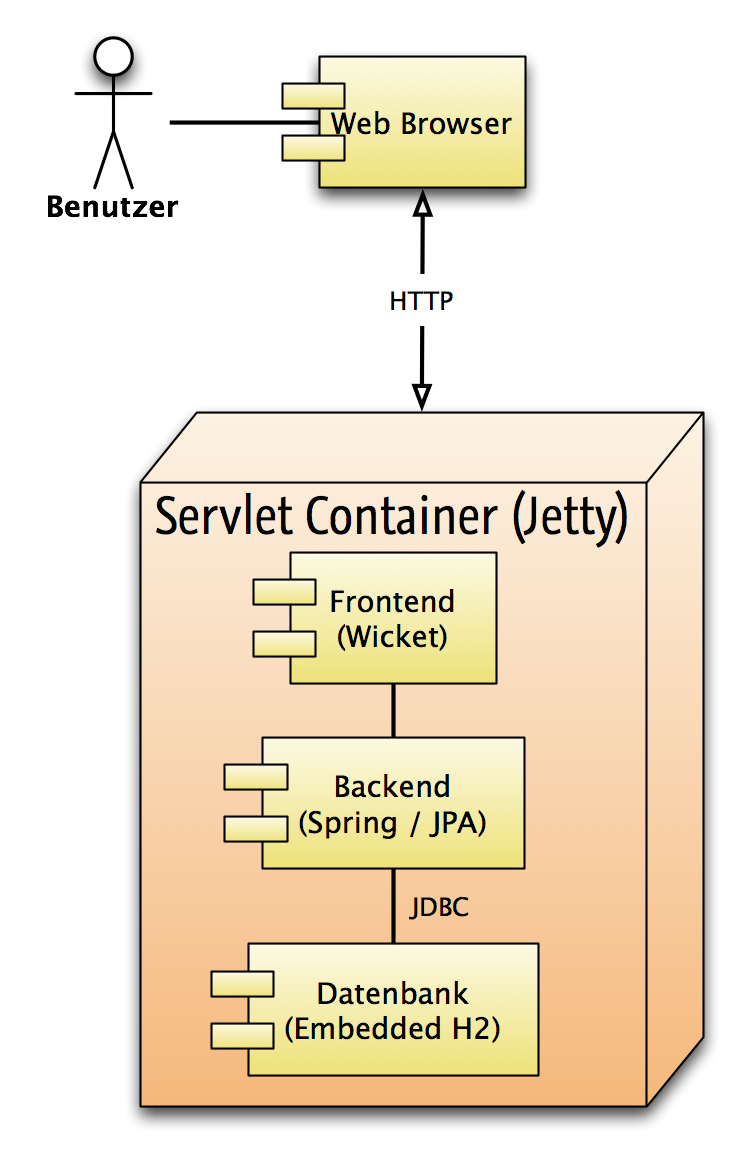 Web Browser
Benutzer
HTTP
Servlet Container (Jetty)
Frontend
(Wicket)
Backend
(Spring / JPA)
JDBC
Datenbank
(Embedded H2)